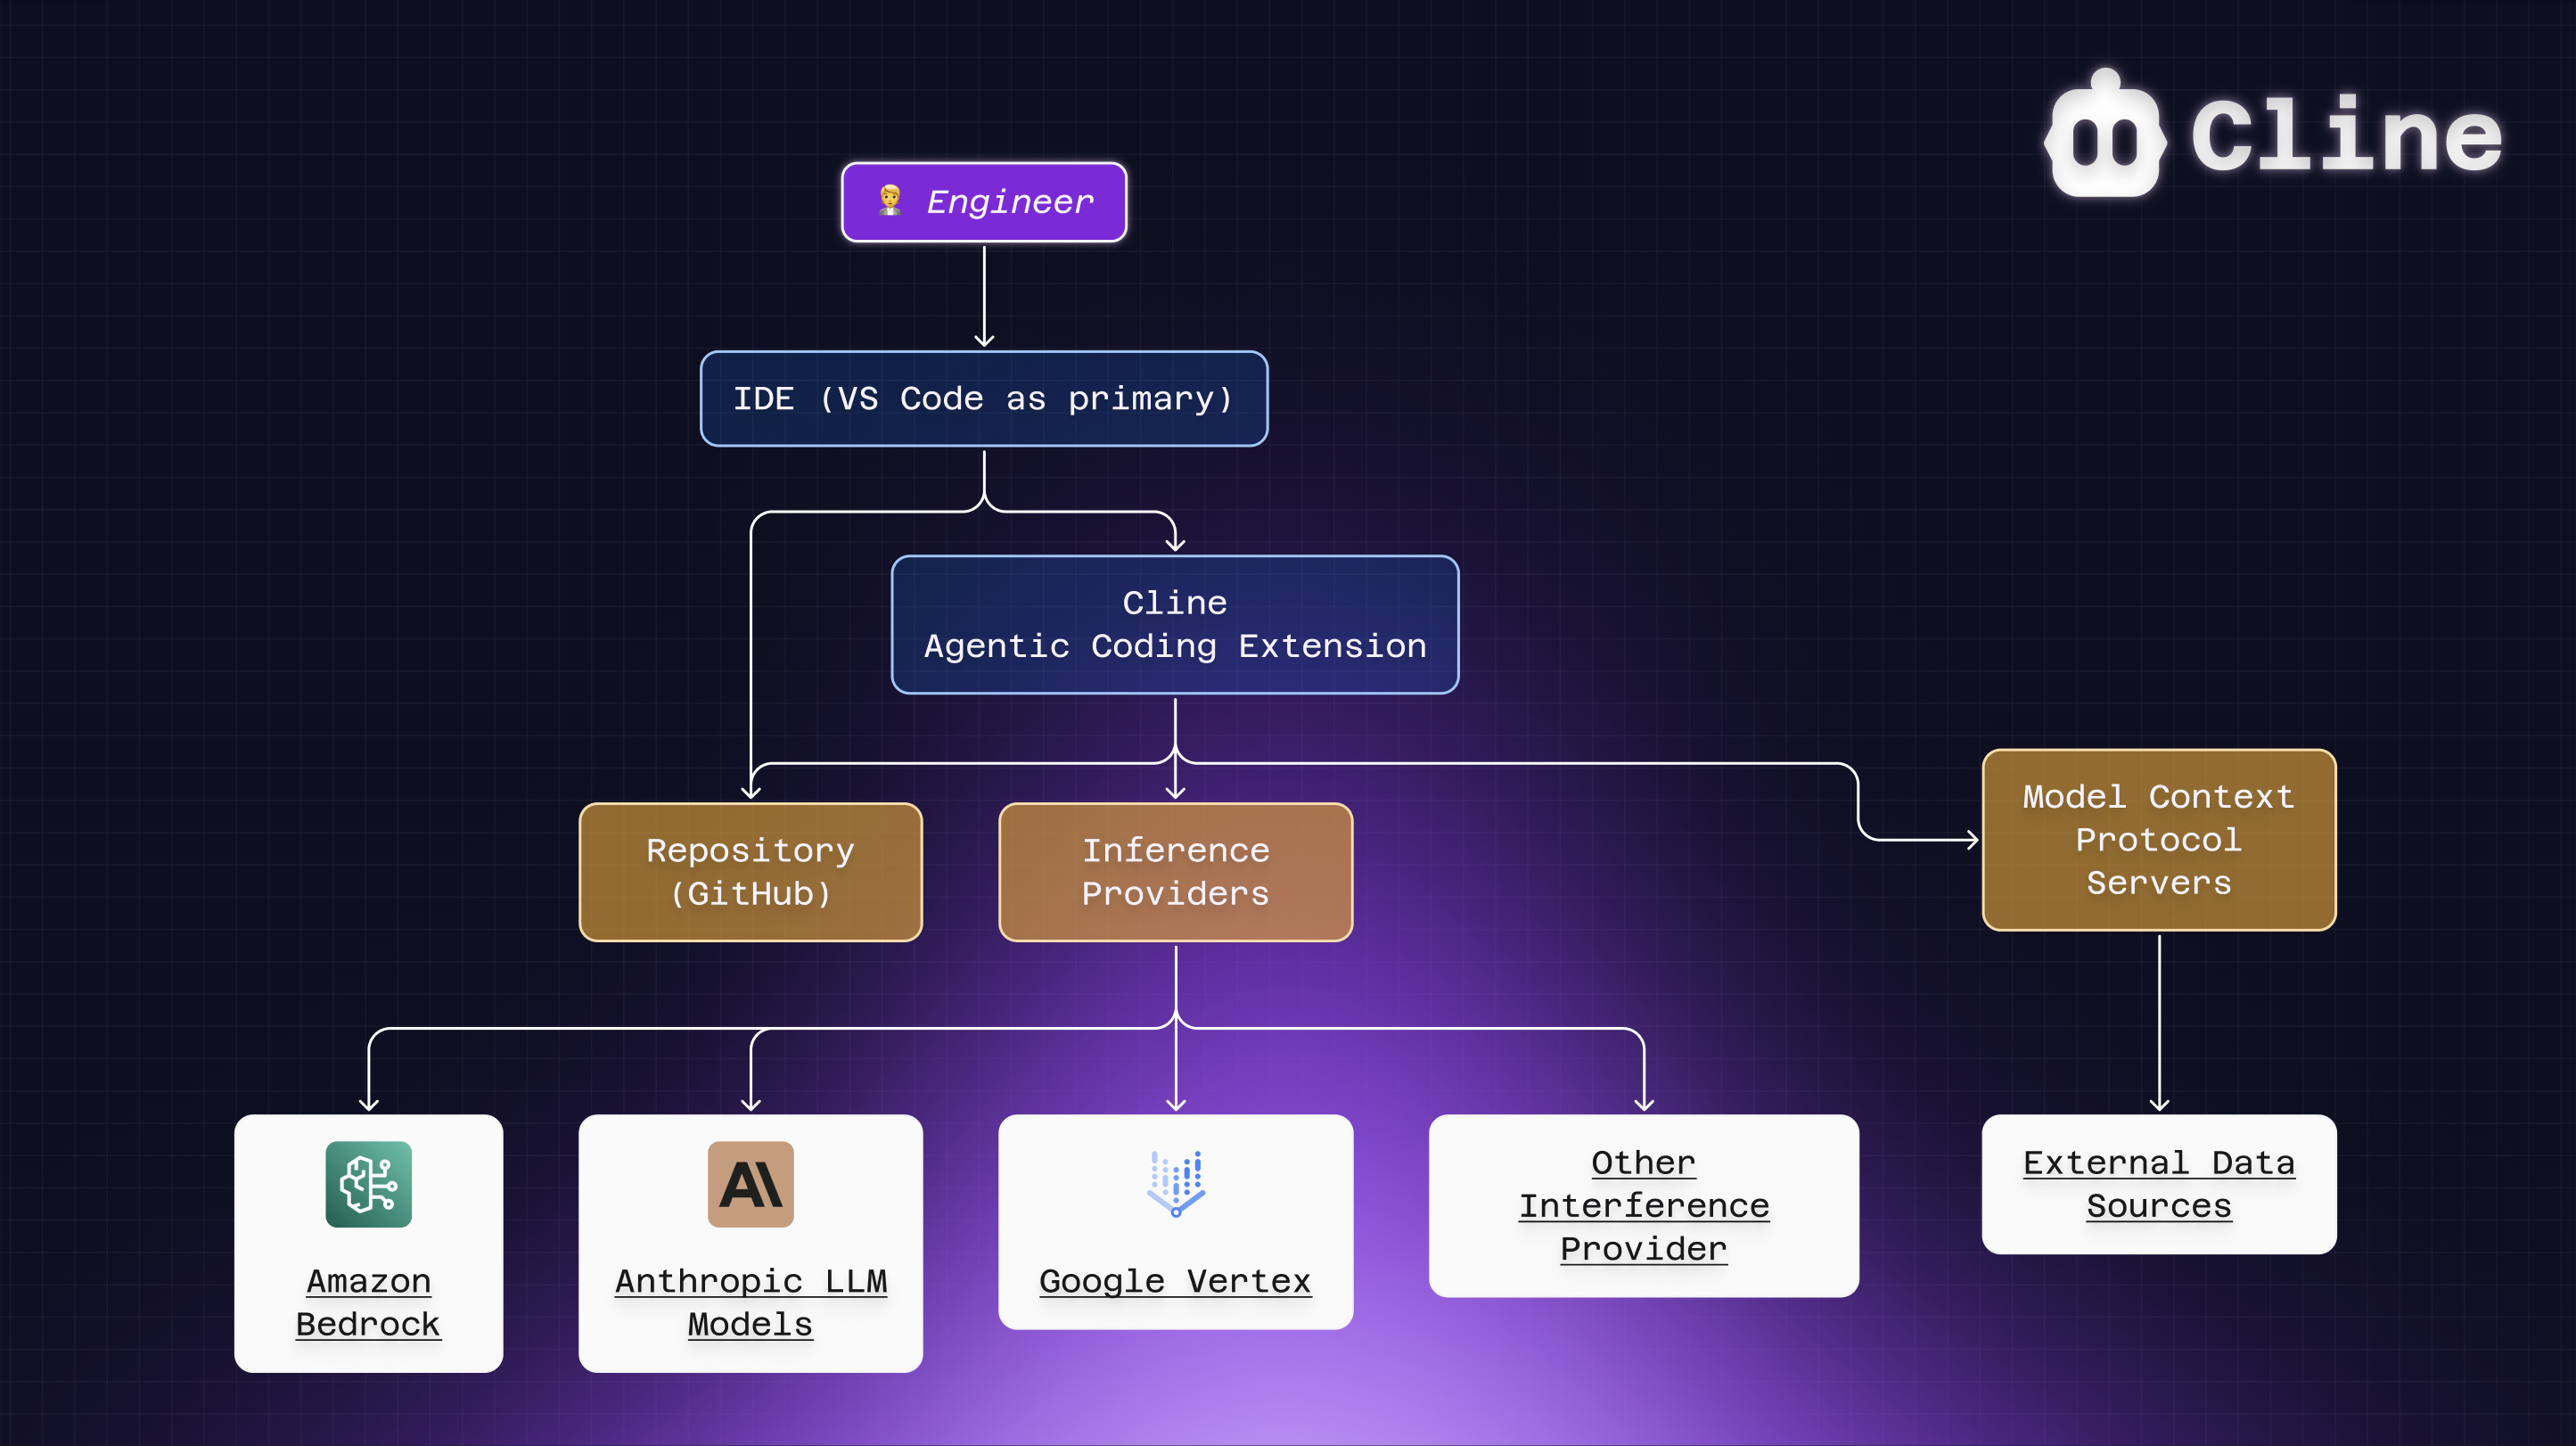 Cline
Engineer
IDE (VS Code as primary)
Cline
Agentic Coding Extension
Model Context
Protocol
Servers
Repository
(GitHub)
Inference
Providers
Amazon
Bedrock
Anthropic LLM
Models
Google Vertex
Other
Interference
Provider
External Data
Sources